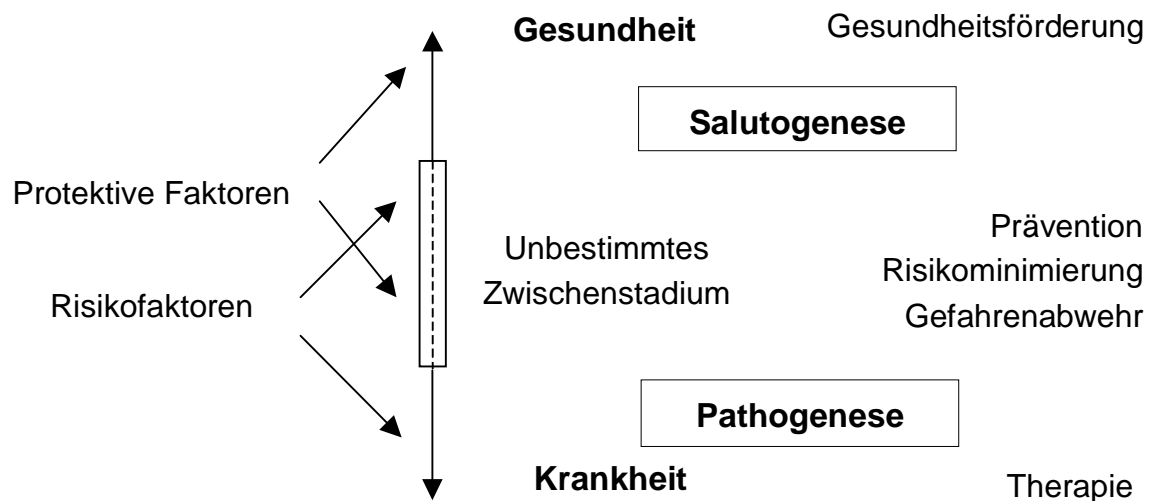 Gesundheit
Gesundheitsförderung
Salutogenese
Protektive Faktoren
Prävention
Unbestimmtes
Zwischenstadium
Risikominimierung
Risikofaktoren
Gefahrenabwehr
Pathogenese
Krankheit
Therapie